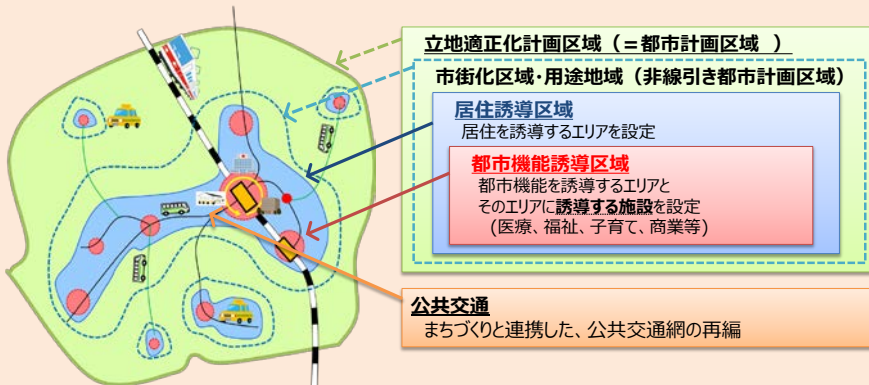 立地適正化計画区域（＝都市計画区域　）
市街化区域・用途地域（非線引き都市計画区域）
居住誘導区域
居住を誘導するエリアを設定
都市機能誘導区域
都市機能を誘導するエリアと
そのエリアに誘導する施設を設定
(医療、福祉、子育て、商業等)
公共交通
まちづくりと連携した、公共交通網の再編